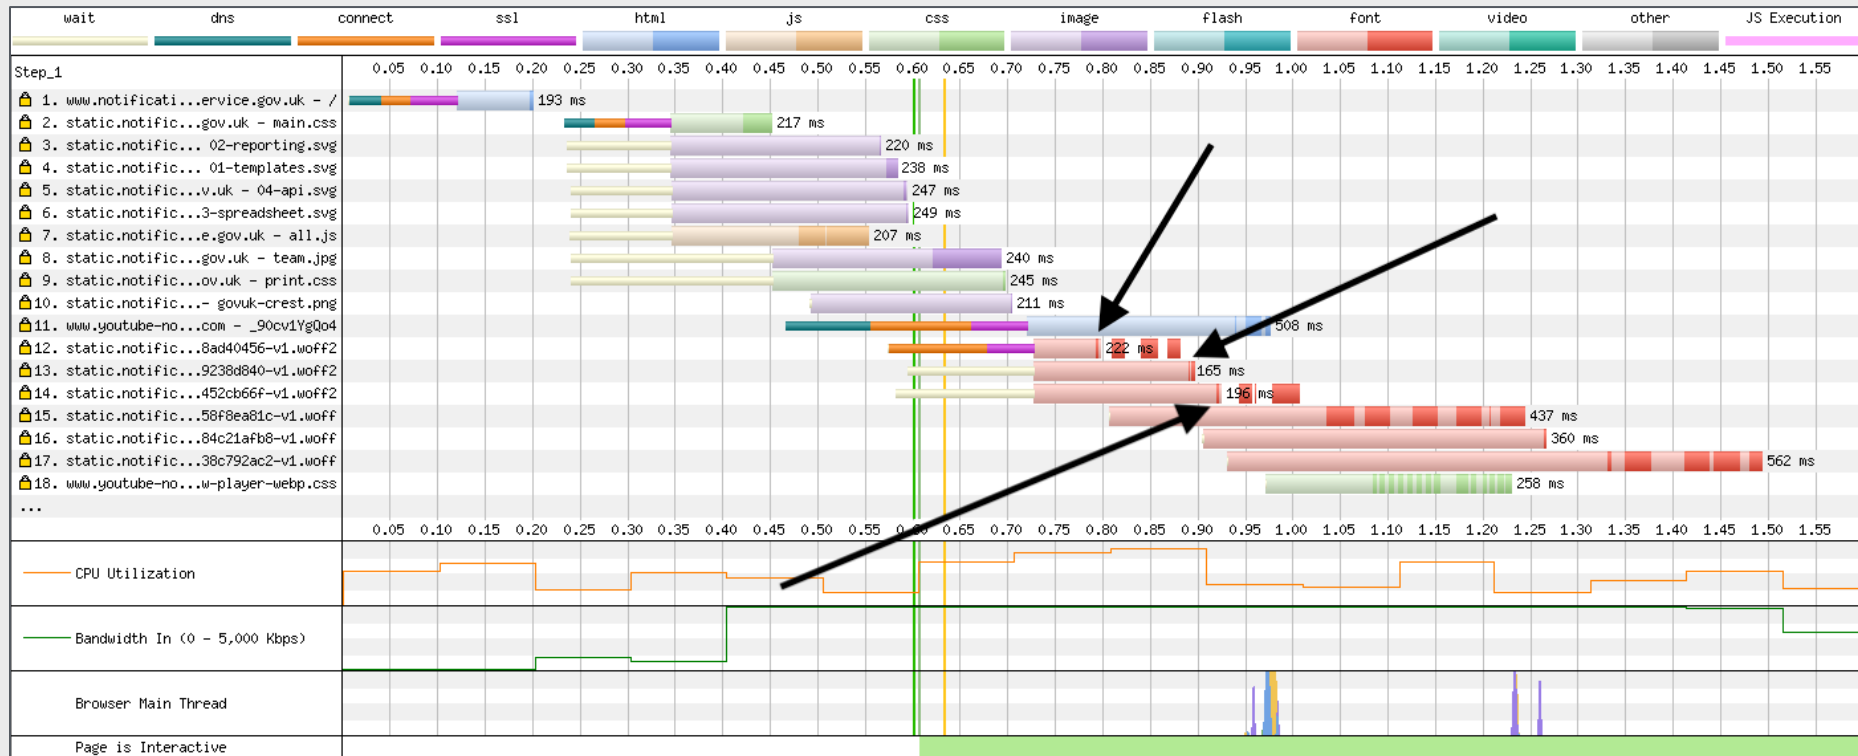 wait dns connect ssl html js css image flash font video other JS Execution
Step_1 0.05 0.10 0.15 0.20 0.25 0.30 0.35 0.40 0.45 0.50 0.55 0.60 0.65 0.70 0.75 0.80 0.85 0.90 0.95 1.00 1.05 1.10 1.15 1.20 1.25 1.30 1.35 1.40 1.45 1.50 1.55
1. www.notificati...ervice.gov.uk - / 193 ms
2. static.notific...gov.uk - main.css 217 ms
3. static.notific... 02-reporting.svg 220 ms
4. static.notific... 01-templates.svg 238 ms
5. static.notific...v.uk - 04-api.svg 247 ms
6. static.notific...3-spreadsheet.svg 249 ms
7. static.notific...e.gov.uk - all.js 207 ms
8. static.notific...gov.uk - team.jpg 240 ms
9. static.notific...ov.uk - print.css 245 ms
10. static.notific...- govuk-crest.png 211 ms
11. www.youtube-no...com - _90cv1YgQo4 508 ms
12. static.notific...8ad40456-v1.woff2 222 ms
13. static.notific...9238d840-v1.woff2 165 ms
14. static.notific...452cb66f-v1.woff2 196 ms
15. static.notific...58f8ea81c-v1.woff 437 ms
16. static.notific...84c21afb8-v1.woff 360 ms
17. static.notific...38c792ac2-v1.woff 562 ms
18. www.youtube-no...w-player-webp.css 258 ms
...
0.05 0.10 0.15 0.20 0.25 0.30 0.35 0.40 0.45 0.50 0.55 0.60 0.65 0.70 0.75 0.80 0.85 0.90 0.95 1.00 1.05 1.10 1.15 1.20 1.25 1.30 1.35 1.40 1.45 1.50 1.55
CPU Utilization
Bandwidth In (0 - 5,000 Kbps)
Browser Main Thread
Page is Interactive